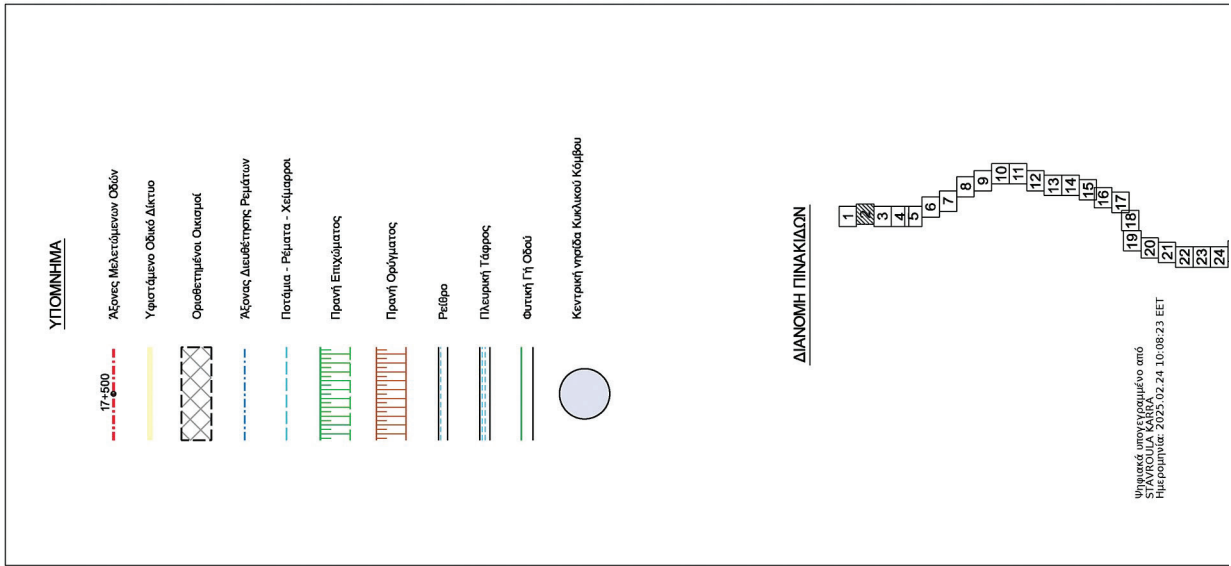 ΥΠΟΜΝΗΜΑ
17+500
Άξονες Μελετώμενων Οδών
Υφιστάμενο Οδικό Δίκτυο
Οριοθετημένοι Οικισμοί
Άξονας Διευθέτησης Ρεμάτων
Ποτάμια - Ρέματα - Χείμαρροι
Πρανή Επιχώματος
Πρανή Ορύγματος
Ρείθρο
Πλευρική Τάφρος
Φυτική Γή Οδού
Κεντρική νησίδα Κυκλικού Κόμβου
ΔΙΑΝΟΜΗ ΠΙΝΑΚΙΔΩΝ
1
2
3
4
5
6
7
8
9
10
11
12
13
14
15
16
17
18
19
20
21
22
23
24
Ψηφιακά υπογεγραμμένο από
STAVROULA KARRA
Ημερομηνία: 2025.02.24 10:08:23 EET